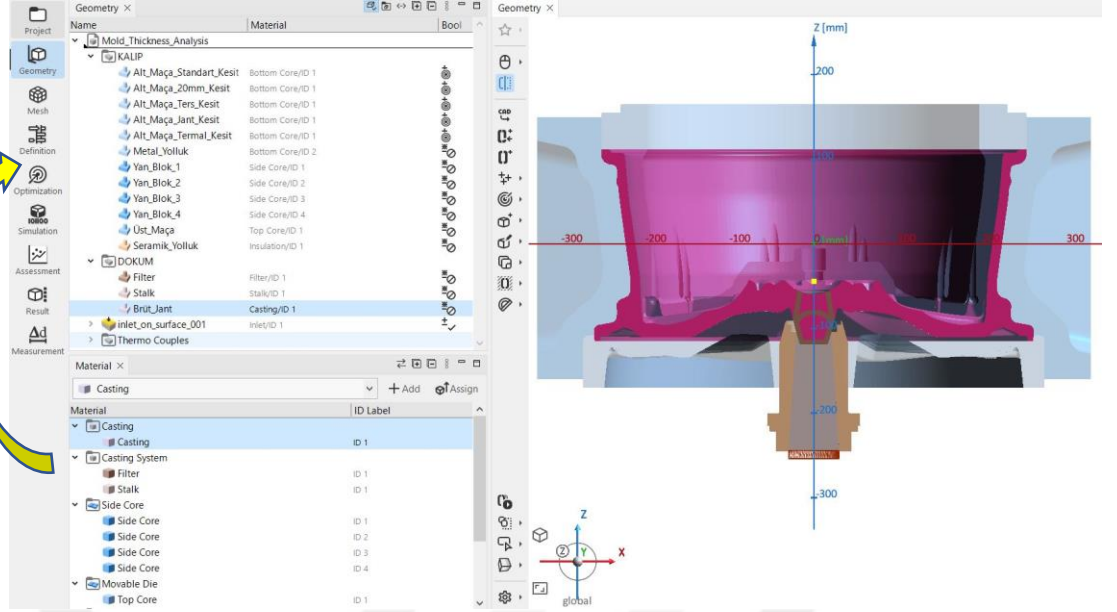 Project
Geometry
Mesh
Definition
Optimization
10800
Simulation
Assessment
Result
Δd
Measurement
Geometry
Name Material Bool
Mold_Thickness_Analysis
KALIP
Alt_Maça_Standart_Kesit Bottom Core/ID 1
Alt_Maça_20mm_Kesit Bottom Core/ID 1
Alt_Maça_Ters_Kesit Bottom Core/ID 1
Alt_Maça_Jant_Kesit Bottom Core/ID 1
Alt_Maça_Termal_Kesit Bottom Core/ID 1
Metal_Yolluk Bottom Core/ID 2
Yan_Blok_1 Side Core/ID 1
Yan_Blok_2 Side Core/ID 2
Yan_Blok_3 Side Core/ID 3
Yan_Blok_4 Side Core/ID 4
Üst_Maça Top Core/ID 1
Seramik_Yolluk Insulation/ID 1
DOKUM
Filter Filter/ID 1
Stalk Stalk/ID 1
Brüt_Jant Casting/ID 1
inlet_on_surface_001 Inlet/ID 1
Thermo Couples
Material
Casting + Add Assign
Material ID Label
Casting
Casting ID 1
Casting System
Filter ID 1
Stalk ID 1
Side Core
Side Core ID 1
Side Core ID 2
Side Core ID 3
Side Core ID 4
Movable Die
Top Core ID 1
Geometry
CAD
Z [mm]
200
100
-300 -200 -100 300
-100
-200
-300
Z
Z Y X
global